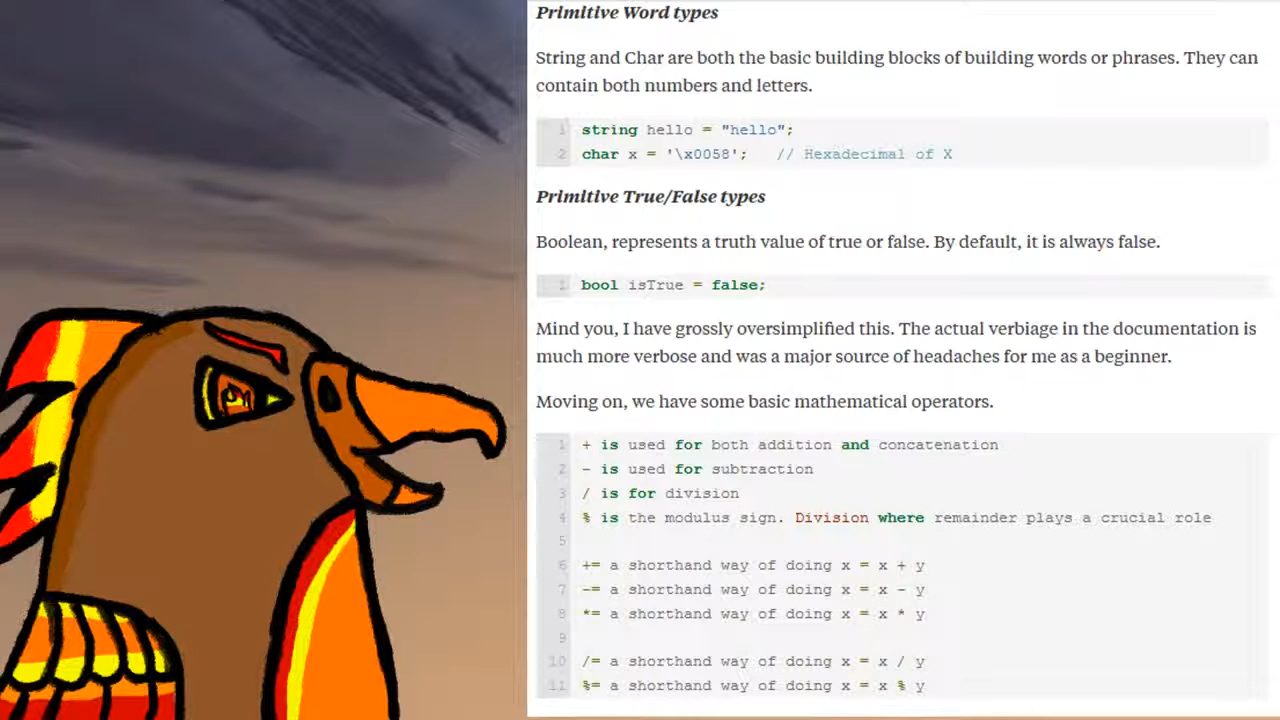 Primitive Word types
String and Char are both the basic building blocks of building words or phrases. They can
contain both numbers and letters.
1 string hello = "hello";
2 char x = '\x0058'; // Hexadecimal of X
Primitive True/False types
Boolean, represents a truth value of true or false. By default, it is always false.
1 bool isTrue = false;
Mind you, I have grossly oversimplified this. The actual verbiage in the documentation is
much more verbose and was a major source of headaches for me as a beginner.
Moving on, we have some basic mathematical operators.
1 + is used for both addition and concatenation
2 - is used for subtraction
3 / is for division
4 % is the modulus sign. Division where remainder plays a crucial role
5
6 += a shorthand way of doing x = x + y
7 -= a shorthand way of doing x = x - y
8 *= a shorthand way of doing x = x * y
9
10 /= a shorthand way of doing x = x / y
11 %= a shorthand way of doing x = x % y